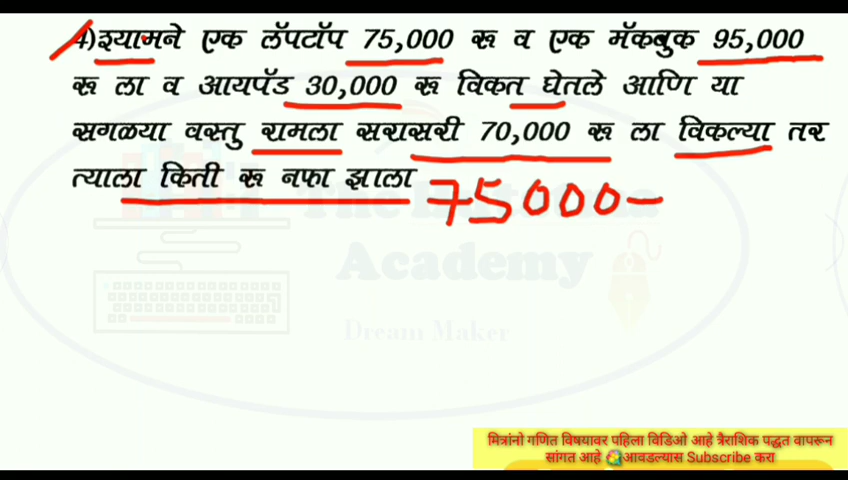 4)श्यामने एक लॅपटॉप 75,000 रू व एक मॅकबुक 95,000
रू ला व आयपॅड 30,000 रू विकत घेतले आणि या
सगळया वस्तु रामला सरासरी 70,000 रू ला विकल्या तर
त्याला किती रू नफा झाला
75000-
Academy
Dream Maker
मित्रांनो गणित विषयावर पहिला विडिओ आहे त्रैराशिक पद्धत वापरून
सांगत आहे आवडल्यास Subscribe करा